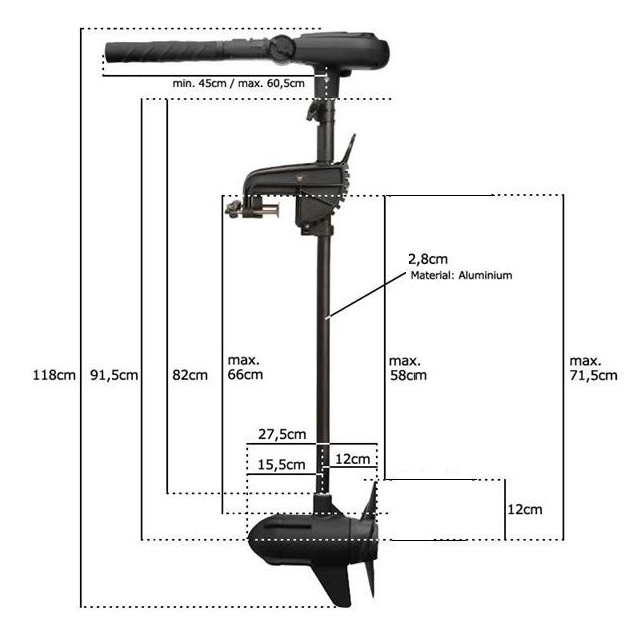 min. 45cm / max. 60,5cm
2,8cm
Material: Aluminium
118cm
91,5cm
82cm
max.
66cm
max.
58cm
max.
71,5cm
27,5cm
15,5cm
12cm
12cm